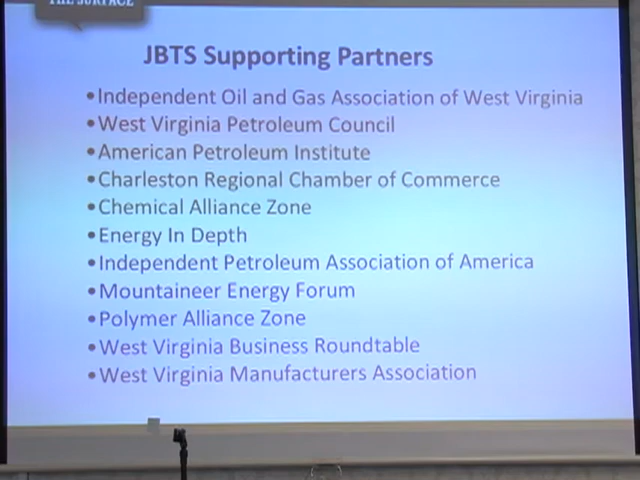 THE SURFACE
JBTS Supporting Partners
•Independent Oil and Gas Association of West Virginia
•West Virginia Petroleum Council
•American Petroleum Institute
•Charleston Regional Chamber of Commerce
•Chemical Alliance Zone
•Energy In Depth
•Independent Petroleum Association of America
•Mountaineer Energy Forum
•Polymer Alliance Zone
•West Virginia Business Roundtable
•West Virginia Manufacturers Association